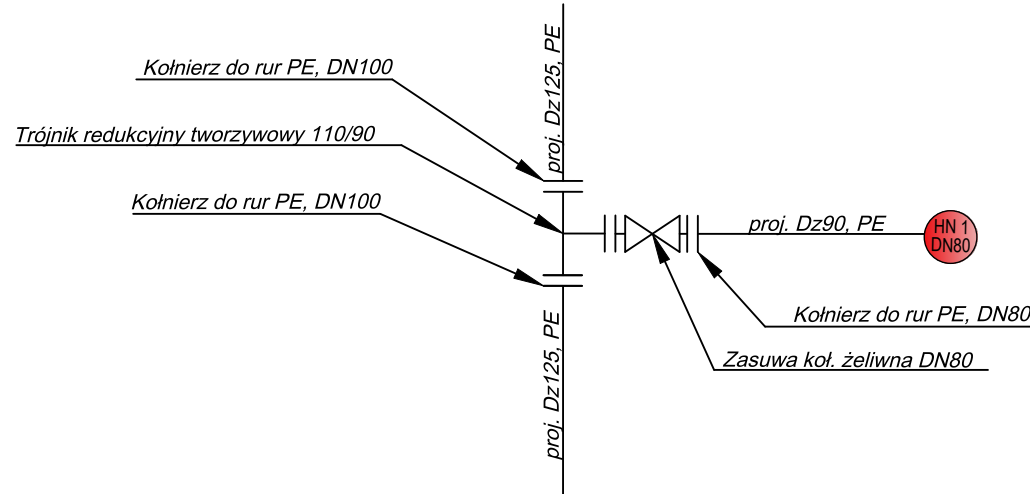 proj. Dz125, PE
Kołnierz do rur PE, DN100
Trójnik redukcyjny tworzywowy 110/90
Kołnierz do rur PE, DN100
proj. Dz90, PE
HN 1
DN80
Kołnierz do rur PE, DN80
Zasuwa koł. żeliwna DN80
proj. Dz125, PE